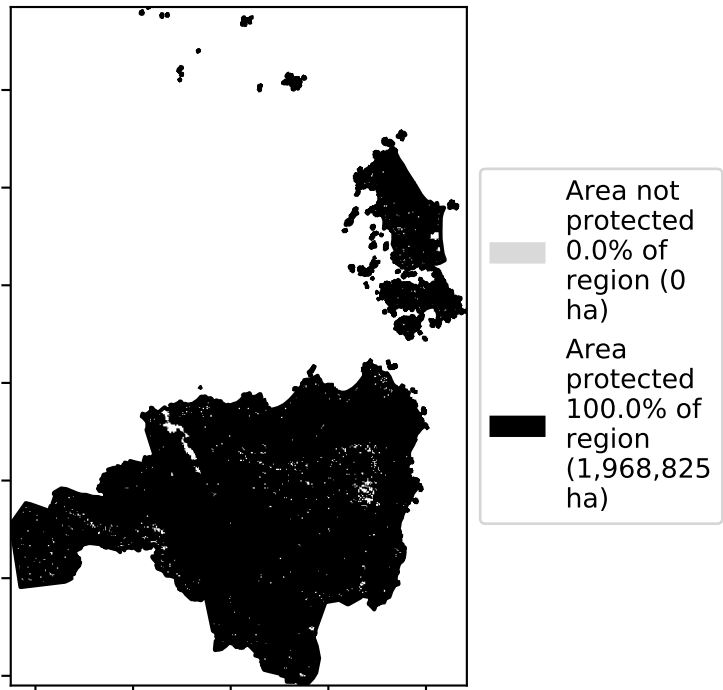 Area not
protected
0.0% of
region (0
ha)
Area
protected
100.0% of
region
(1,968,825
ha)